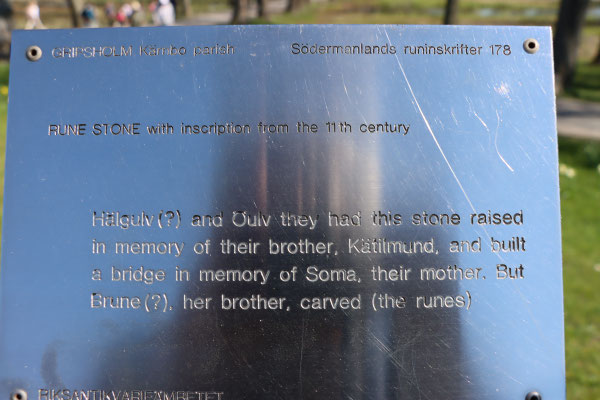 GRIPSHOLM, Kärnbo parish Södermanlands runinskrifter 178
RUNE STONE with inscription from the 11th century
Hälgulv(?) and Öulv they had this stone raised
in memory of their brother, Kätilmund, and built
a bridge in memory of Soma, their mother. But
Brune(?), her brother, carved (the runes)
RIKSANTIKVARIEÄMBETET